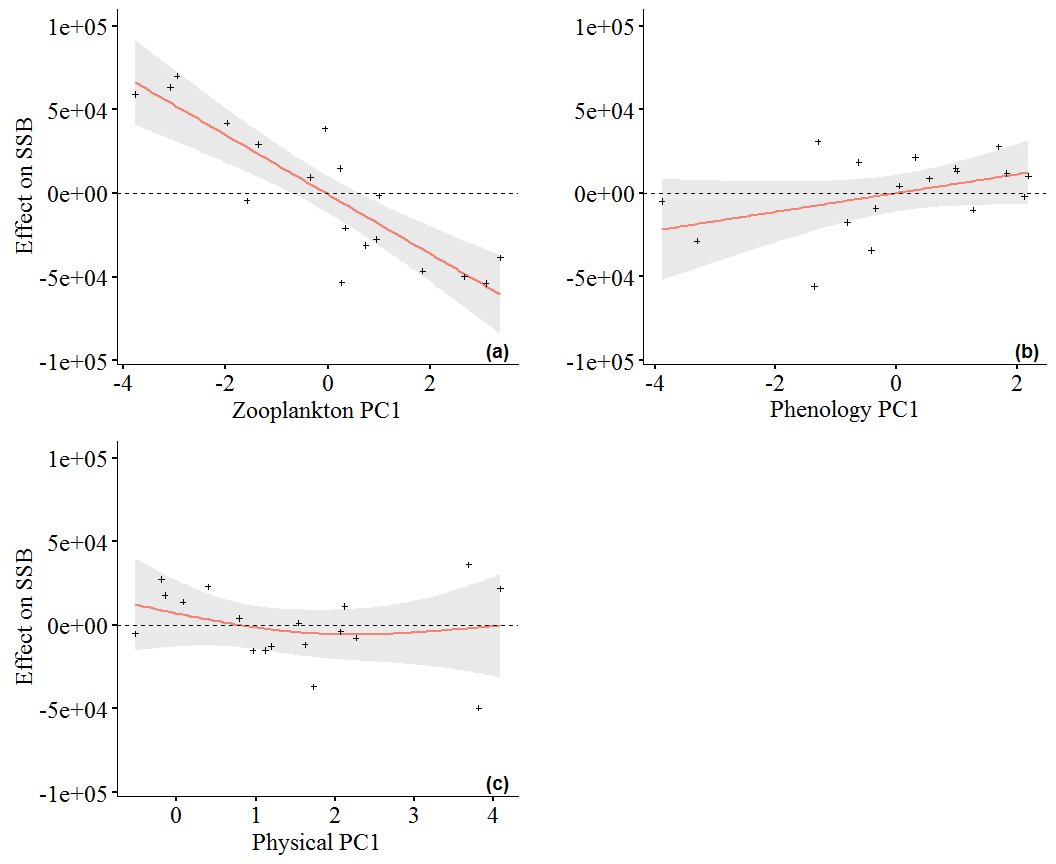 1e+05
5e+04
0e+00
-5e+04
-1e+05
Effect on SSB
-4 -2 0 2
Zooplankton PC1
(a)
1e+05
5e+04
0e+00
-5e+04
-1e+05
-4 -2 0 2
Phenology PC1
(b)
1e+05
5e+04
0e+00
-5e+04
-1e+05
Effect on SSB
0 1 2 3 4
Physical PC1
(c)